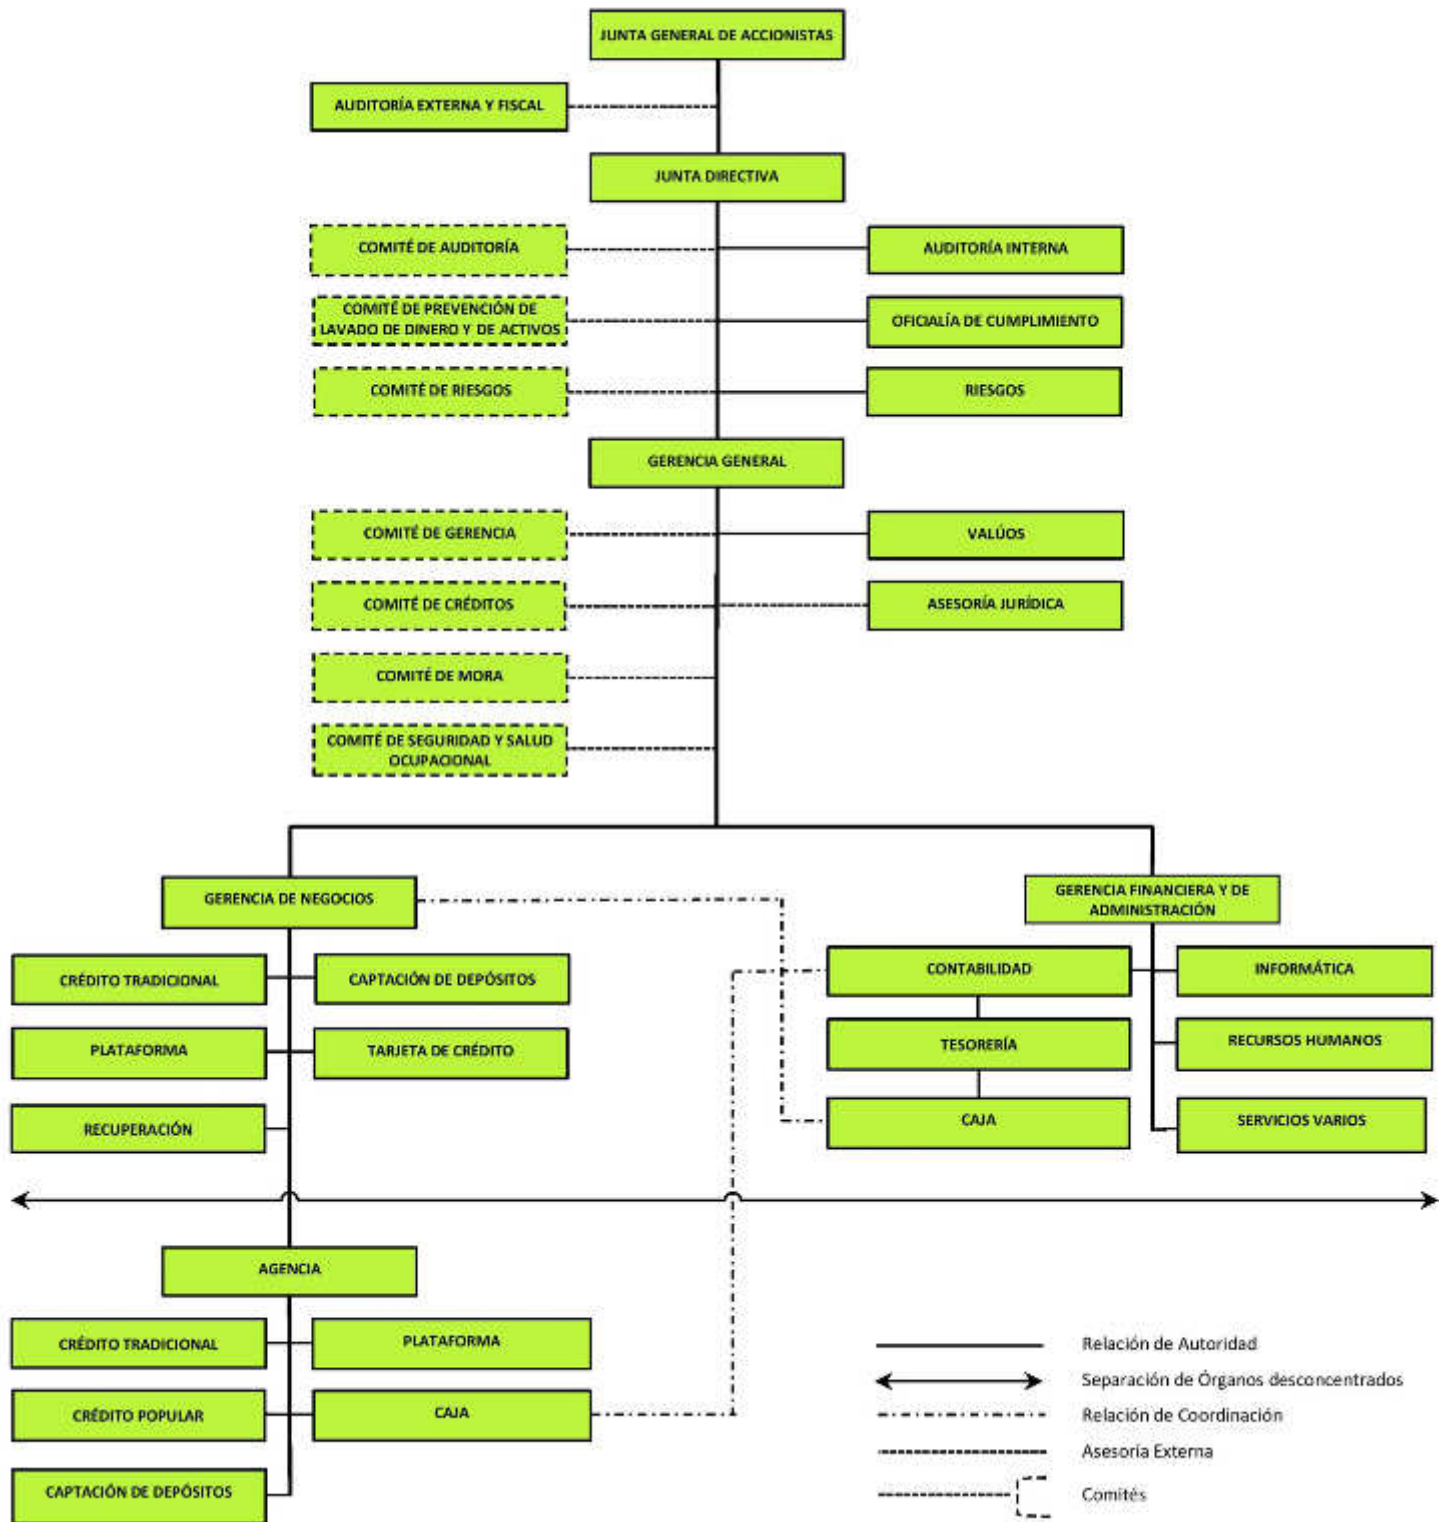 JUNTA GENERAL DE ACCIONISTAS
AUDITORÍA EXTERNA Y FISCAL
JUNTA DIRECTIVA
COMITÉ DE AUDITORÍA
AUDITORÍA INTERNA
COMITÉ DE PREVENCIÓN DE
LAVADO DE DINERO Y DE ACTIVOS
OFICIALÍA DE CUMPLIMIENTO
COMITÉ DE RIESGOS
RIESGOS
GERENCIA GENERAL
COMITÉ DE GERENCIA
VALÚOS
COMITÉ DE CRÉDITOS
ASESORÍA JURÍDICA
COMITÉ DE MORA
COMITÉ DE SEGURIDAD Y SALUD
OCUPACIONAL
GERENCIA DE NEGOCIOS
GERENCIA FINANCIERA Y DE
ADMINISTRACIÓN
CRÉDITO TRADICIONAL
CAPTACIÓN DE DEPÓSITOS
CONTABILIDAD
INFORMÁTICA
PLATAFORMA
TARJETA DE CRÉDITO
TESORERÍA
RECURSOS HUMANOS
RECUPERACIÓN
CAJA
SERVICIOS VARIOS
AGENCIA
CRÉDITO TRADICIONAL
PLATAFORMA
CRÉDITO POPULAR
CAJA
CAPTACIÓN DE DEPÓSITOS
Relación de Autoridad
Separación de Órganos desconcentrados
Relación de Coordinación
Asesoría Externa
Comités